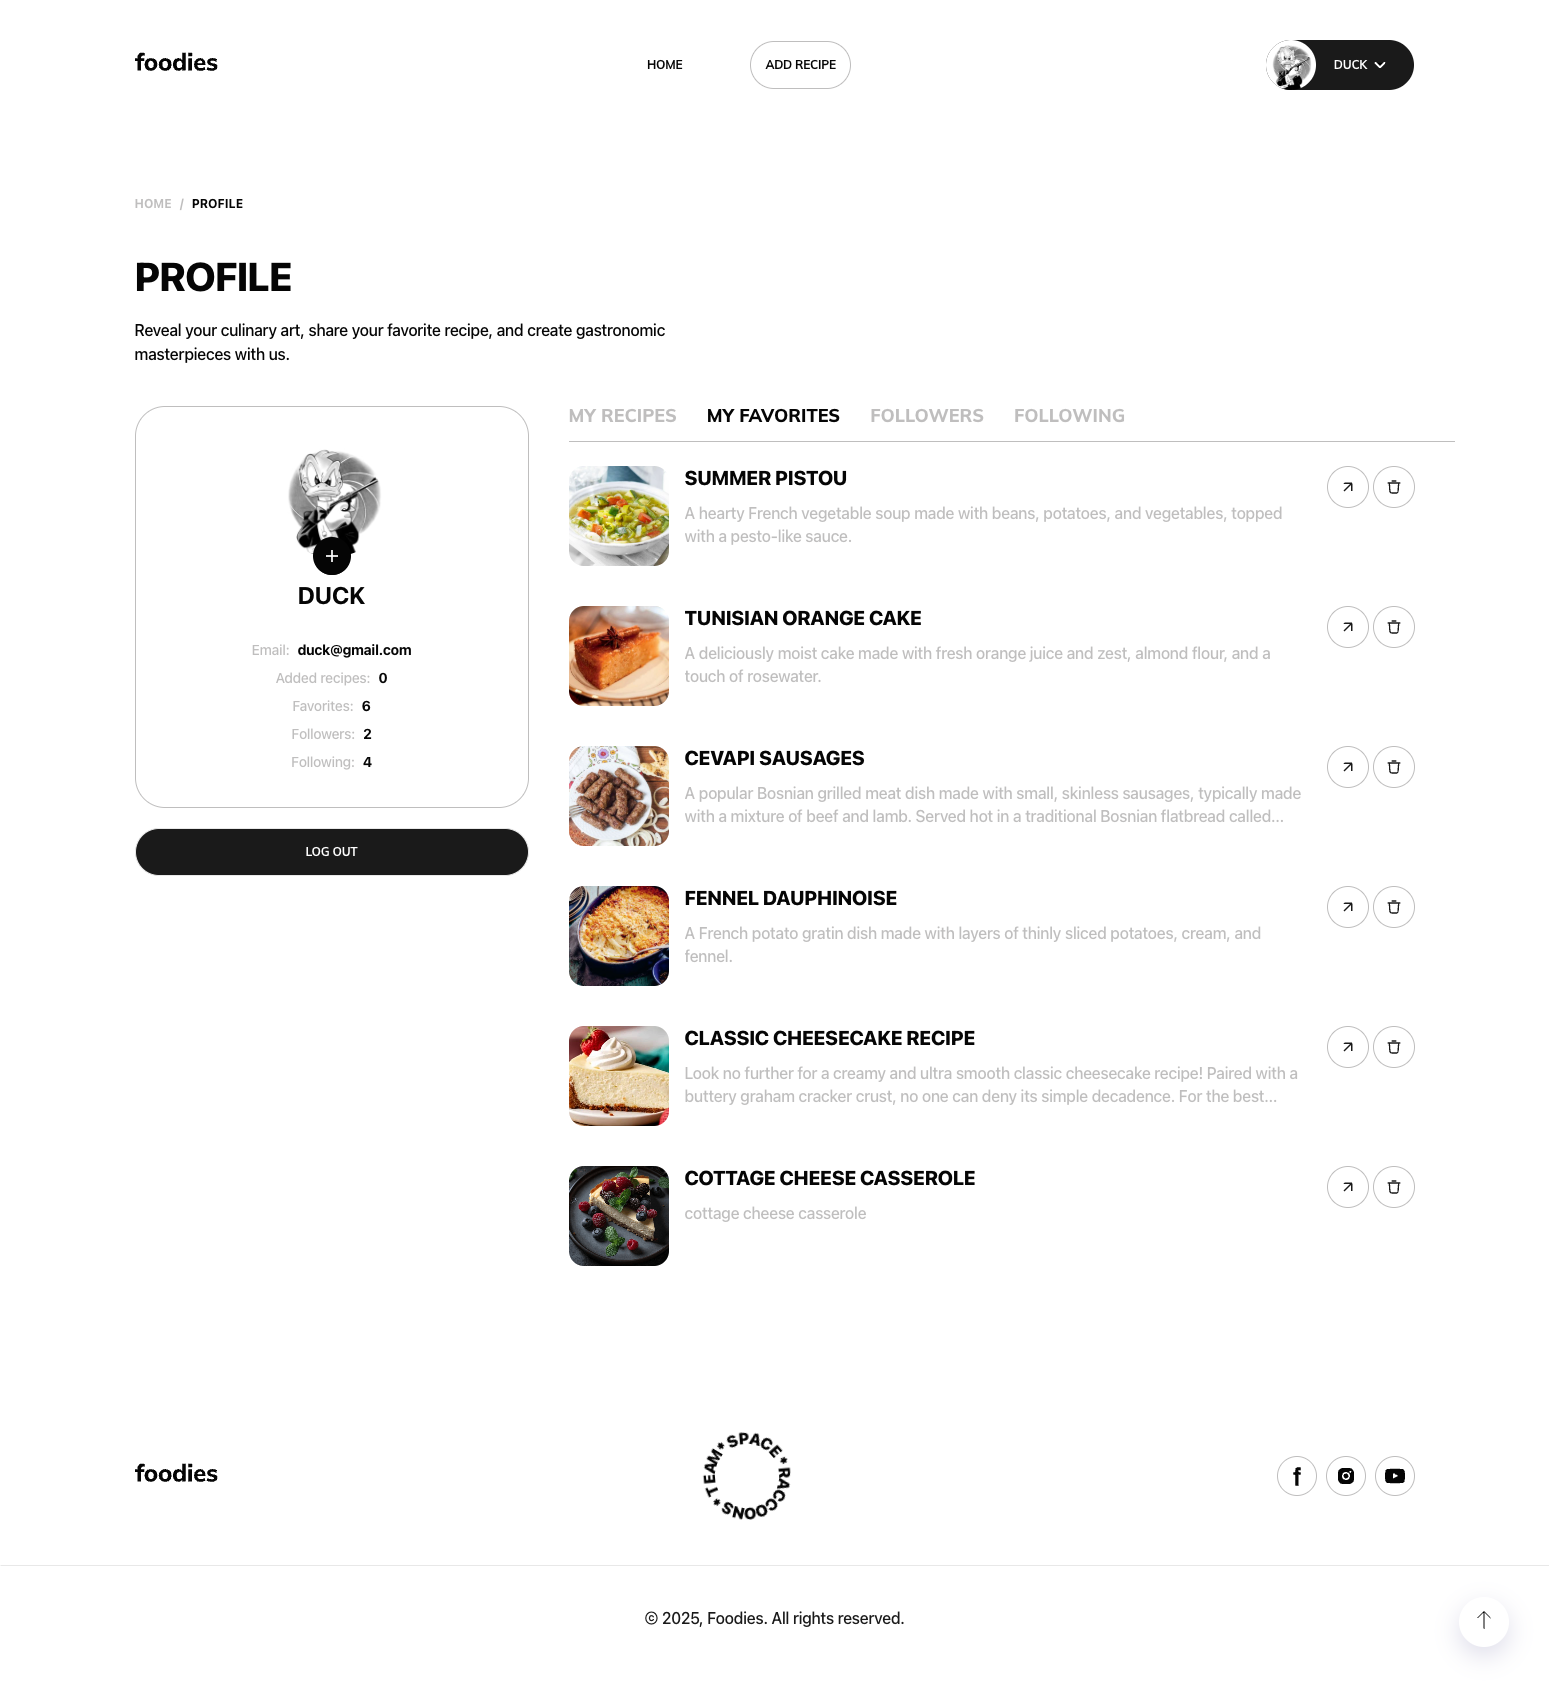 foodies
HOME
ADD RECIPE
DUCK
HOME / PROFILE
PROFILE
Reveal your culinary art, share your favorite recipe, and create gastronomic
masterpieces with us.
DUCK
Email: duck@gmail.com
Added recipes: 0
Favorites: 6
Followers: 2
Following: 4
LOG OUT
MY RECIPES MY FAVORITES FOLLOWERS FOLLOWING
SUMMER PISTOU
A hearty French vegetable soup made with beans, potatoes, and vegetables, topped
with a pesto-like sauce.
TUNISIAN ORANGE CAKE
A deliciously moist cake made with fresh orange juice and zest, almond flour, and a
touch of rosewater.
CEVAPI SAUSAGES
A popular Bosnian grilled meat dish made with small, skinless sausages, typically made
with a mixture of beef and lamb. Served hot in a traditional Bosnian flatbread called...
FENNEL DAUPHINOISE
A French potato gratin dish made with layers of thinly sliced potatoes, cream, and
fennel.
CLASSIC CHEESECAKE RECIPE
Look no further for a creamy and ultra smooth classic cheesecake recipe! Paired with a
buttery graham cracker crust, no one can deny its simple decadence. For the best...
COTTAGE CHEESE CASSEROLE
cottage cheese casserole
foodies
TEAM * SPACE * RACCOONS *
© 2025, Foodies. All rights reserved.